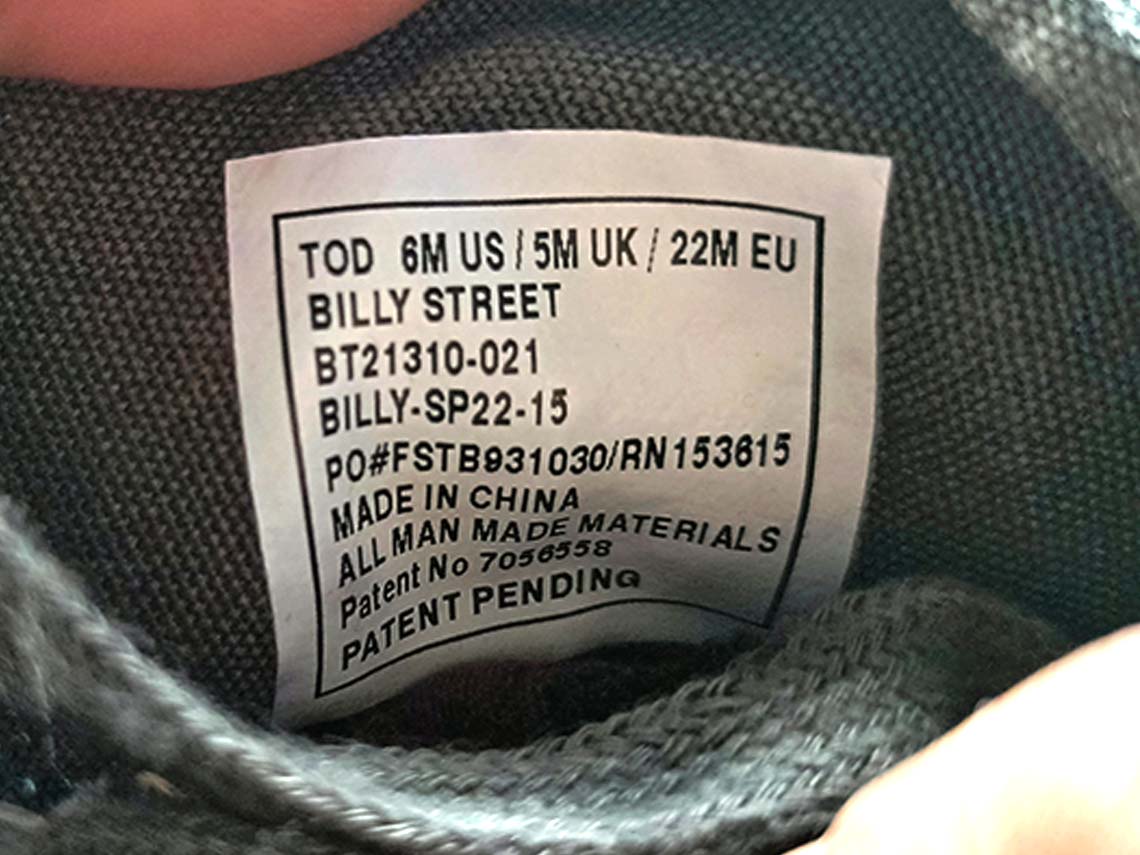 TOD 6M US / 5M UK / 22M EU
BILLY STREET
BT21310-021
BILLY-SP22-15
PO#FSTB931030/RN153615
MADE IN CHINA
ALL MAN MADE MATERIALS
Patent No 7056558
PATENT PENDING